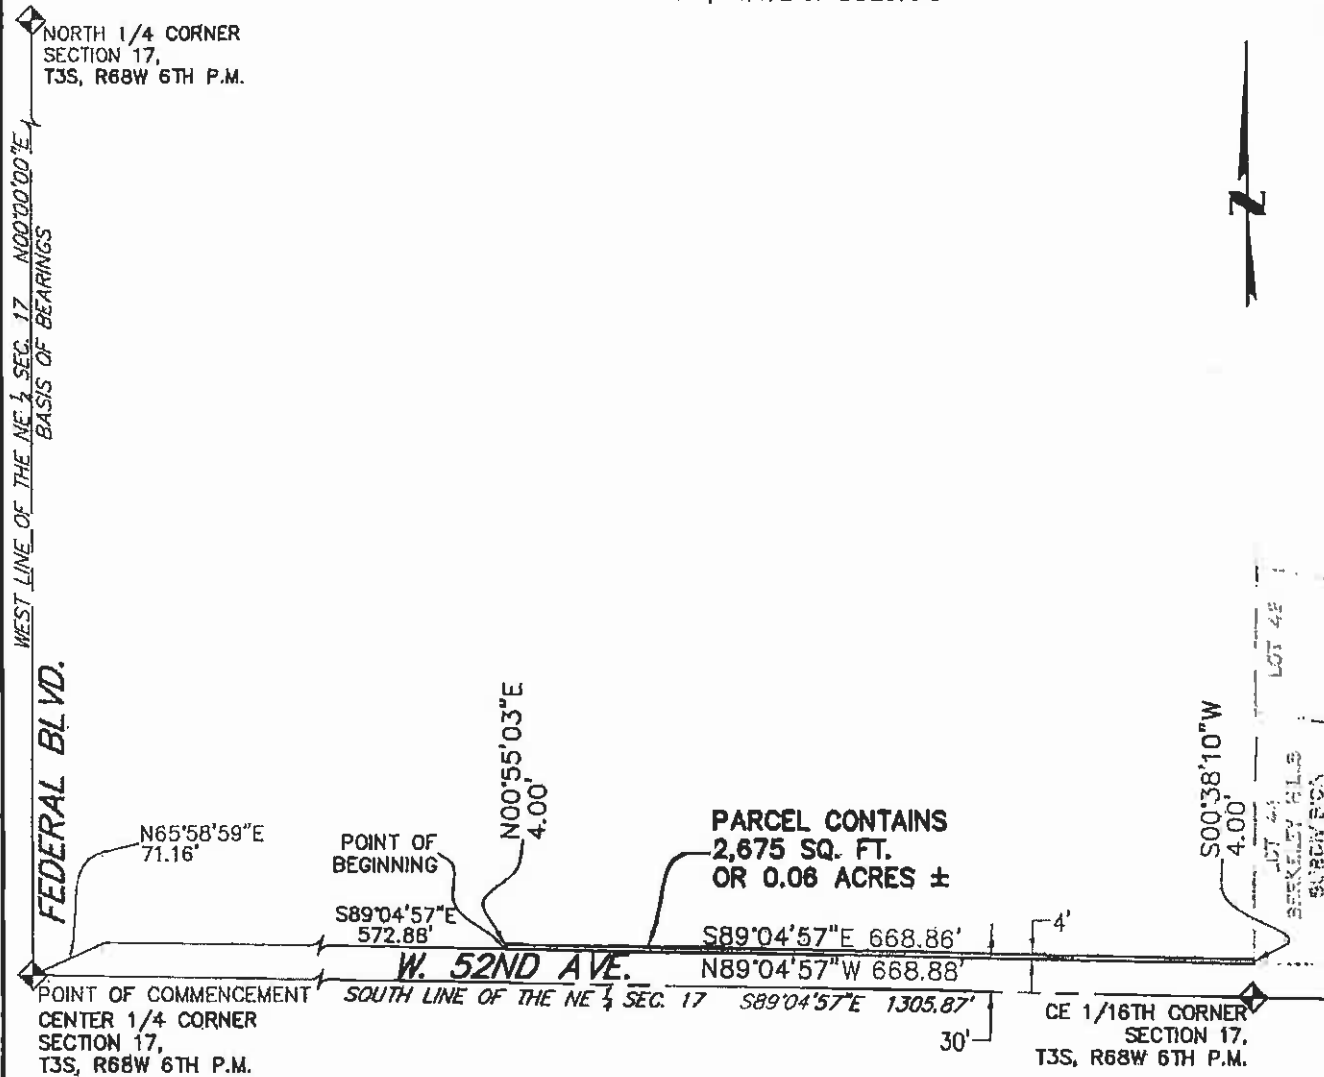 NORTH 1/4 CORNER
SECTION 17,
T3S, R68W 6TH P.M.
WEST LINE OF THE NE ¼ SEC. 17 N00°00'00"E
BASIS OF BEARINGS
N
FEDERAL BLVD.
N65°58'59"E
71.16'
POINT OF
BEGINNING
N00°55'03"E
4.00'
PARCEL CONTAINS
2,675 SQ. FT.
OR 0.06 ACRES ±
S00°38'10"W
4.00'
LOT 44
LOT 42
S89°04'57"E
572.88'
S89°04'57"E 668.86'
4'
W. 52ND AVE.
N89°04'57"W 668.88'
SOUTH LINE OF THE NE ¼ SEC. 17 S89°04'57"E 1305.87'
30'
POINT OF COMMENCEMENT
CENTER 1/4 CORNER
SECTION 17,
T3S, R68W 6TH P.M.
CE 1/16TH CORNER
SECTION 17.
T3S, R68W 6TH P.M.